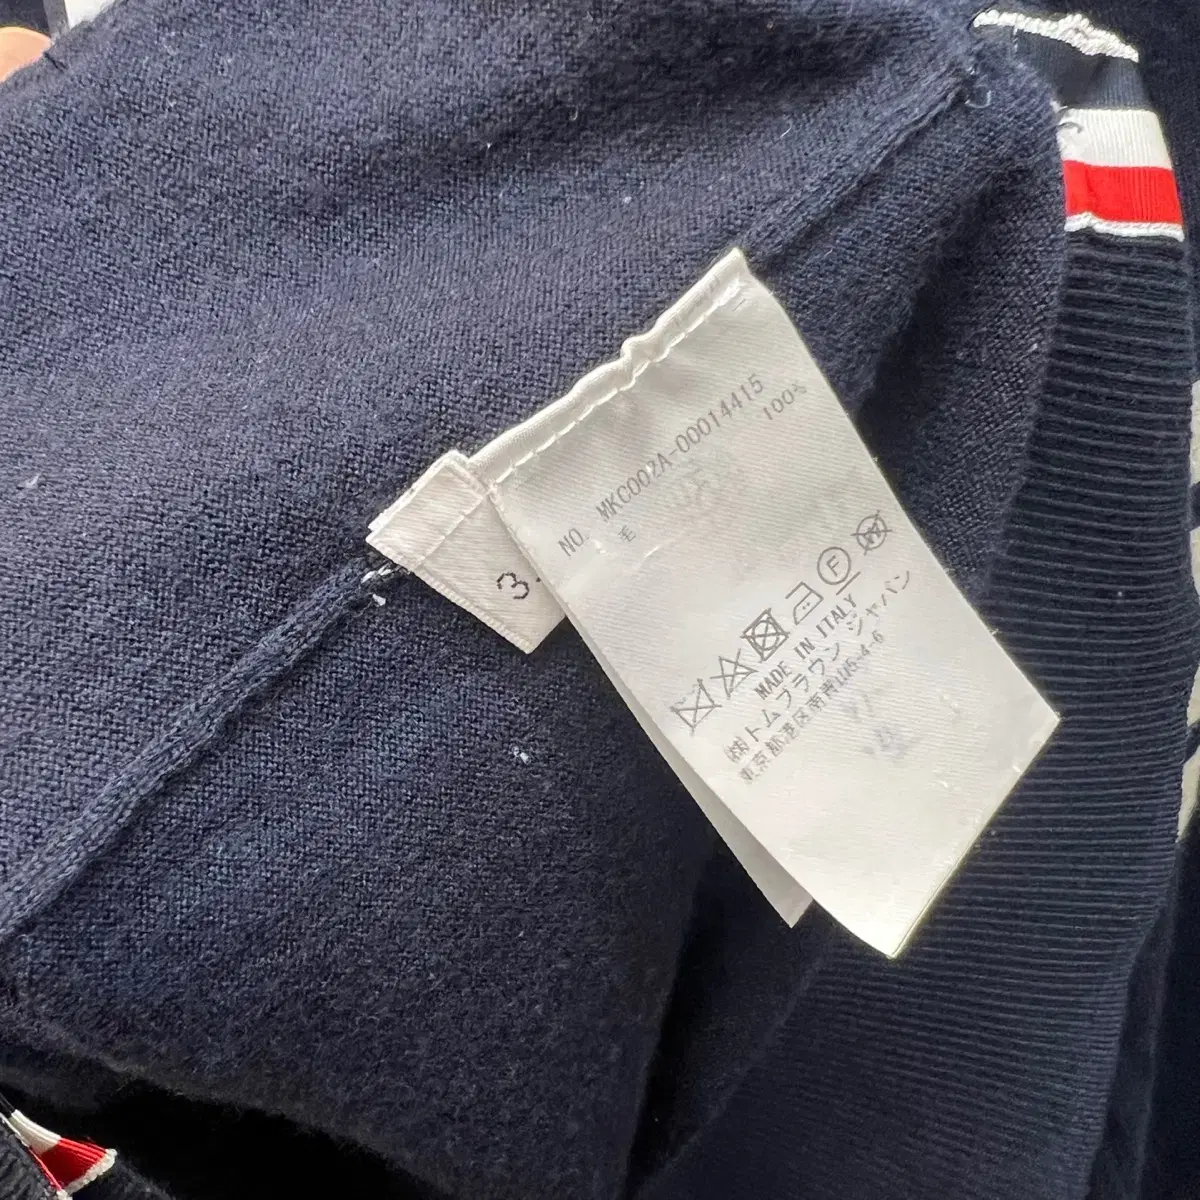 3
NO. MKC002A-00014415
毛 100%
F W
MADE IN ITALY
㈱トムブラウン ジャパン
東京都港区南青山5-4-6